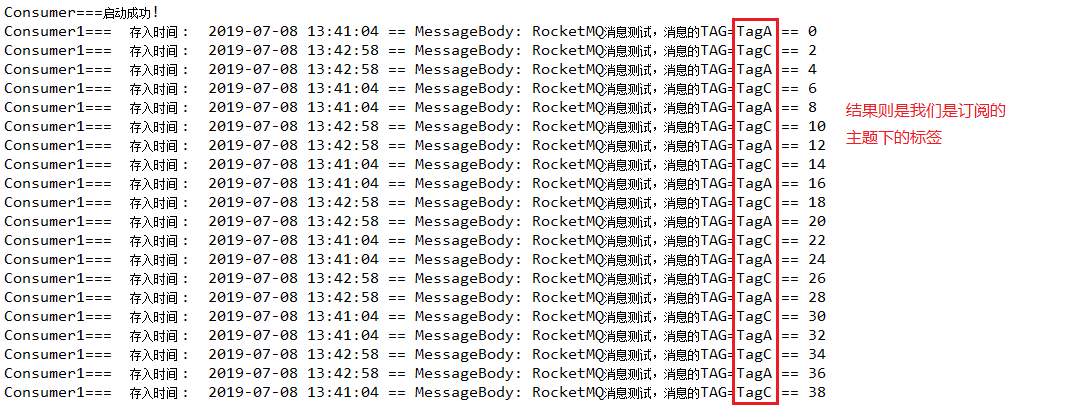 Consumer===启动成功!
Consumer1===  存入时间： 2019-07-08 13:41:04 == MessageBody: RocketMQ消息测试，消息的TAG=TagA == 0
Consumer1===  存入时间： 2019-07-08 13:42:58 == MessageBody: RocketMQ消息测试，消息的TAG=TagC == 2
Consumer1===  存入时间： 2019-07-08 13:42:58 == MessageBody: RocketMQ消息测试，消息的TAG=TagA == 4
Consumer1===  存入时间： 2019-07-08 13:41:04 == MessageBody: RocketMQ消息测试，消息的TAG=TagC == 6
Consumer1===  存入时间： 2019-07-08 13:41:04 == MessageBody: RocketMQ消息测试，消息的TAG=TagA == 8
Consumer1===  存入时间： 2019-07-08 13:42:58 == MessageBody: RocketMQ消息测试，消息的TAG=TagC == 10
Consumer1===  存入时间： 2019-07-08 13:42:58 == MessageBody: RocketMQ消息测试，消息的TAG=TagA == 12
Consumer1===  存入时间： 2019-07-08 13:41:04 == MessageBody: RocketMQ消息测试，消息的TAG=TagC == 14
Consumer1===  存入时间： 2019-07-08 13:41:04 == MessageBody: RocketMQ消息测试，消息的TAG=TagA == 16
Consumer1===  存入时间： 2019-07-08 13:42:58 == MessageBody: RocketMQ消息测试，消息的TAG=TagC == 18
Consumer1===  存入时间： 2019-07-08 13:42:58 == MessageBody: RocketMQ消息测试，消息的TAG=TagA == 20
Consumer1===  存入时间： 2019-07-08 13:41:04 == MessageBody: RocketMQ消息测试，消息的TAG=TagC == 22
Consumer1===  存入时间： 2019-07-08 13:41:04 == MessageBody: RocketMQ消息测试，消息的TAG=TagA == 24
Consumer1===  存入时间： 2019-07-08 13:42:58 == MessageBody: RocketMQ消息测试，消息的TAG=TagC == 26
Consumer1===  存入时间： 2019-07-08 13:42:58 == MessageBody: RocketMQ消息测试，消息的TAG=TagA == 28
Consumer1===  存入时间： 2019-07-08 13:41:04 == MessageBody: RocketMQ消息测试，消息的TAG=TagC == 30
Consumer1===  存入时间： 2019-07-08 13:41:04 == MessageBody: RocketMQ消息测试，消息的TAG=TagA == 32
Consumer1===  存入时间： 2019-07-08 13:42:58 == MessageBody: RocketMQ消息测试，消息的TAG=TagC == 34
Consumer1===  存入时间： 2019-07-08 13:42:58 == MessageBody: RocketMQ消息测试，消息的TAG=TagA == 36
Consumer1===  存入时间： 2019-07-08 13:41:04 == MessageBody: RocketMQ消息测试，消息的TAG=TagC == 38
结果则是我们是订阅的
主题下的标签